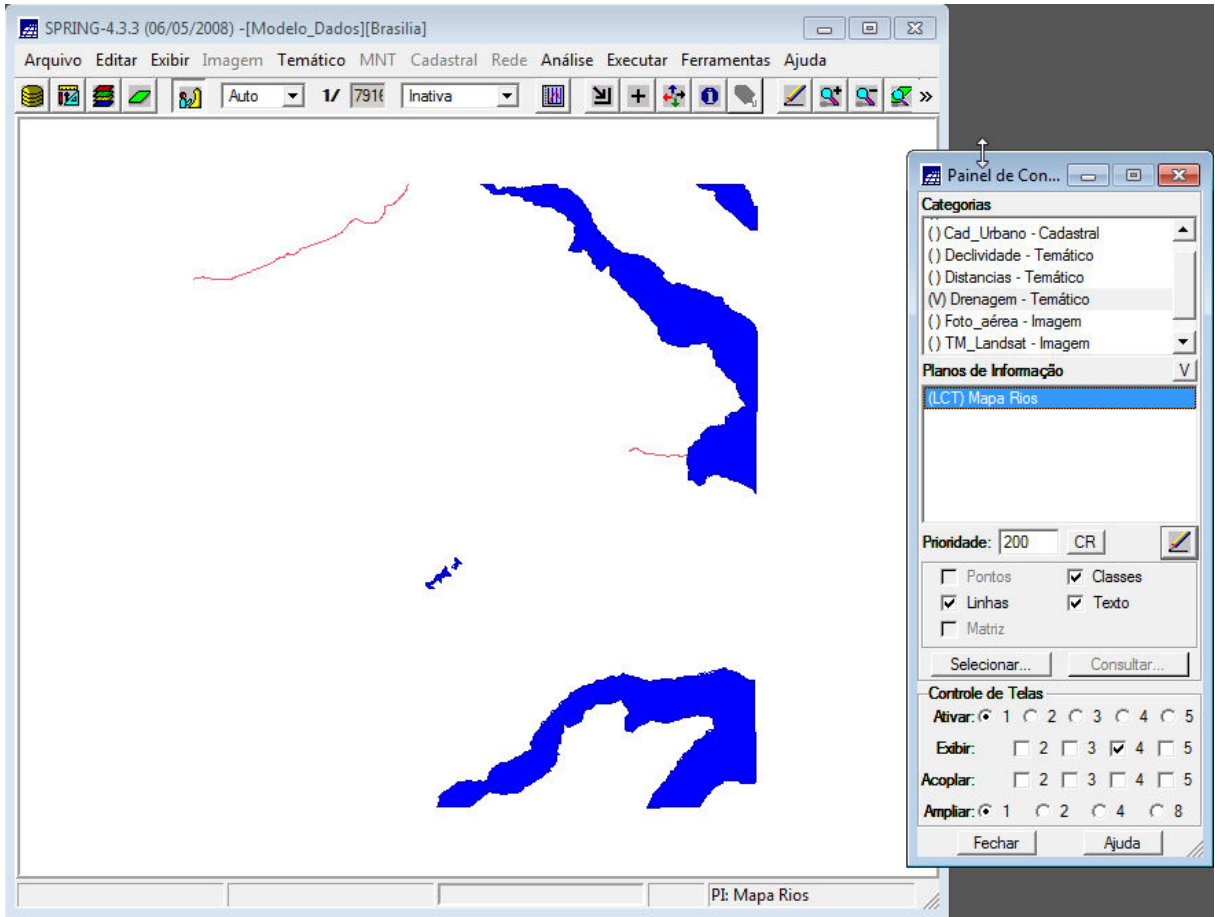 SPRING-4.3.3 (06/05/2008) -[Modelo_Dados][Brasilia]
Arquivo Editar Exibir Imagem Temático MNT Cadastral Rede Análise Executar Ferramentas Ajuda
Auto 1/ 7916 Inativa »
Painel de Con...
Categorias
( ) Cad_Urbano - Cadastral
( ) Declividade - Temático
( ) Distancias - Temático
(V) Drenagem - Temático
( ) Foto_aérea - Imagem
( ) TM_Landsat - Imagem
Planos de Informação V
(LCT) Mapa Rios
Prioridade: 200 CR
Pontos Classes
Linhas Texto
Matriz
Selecionar... Consultar...
Controle de Telas
Ativar: 1 2 3 4 5
Exibir: 2 3 4 5
Acoplar: 2 3 4 5
Ampliar: 1 2 4 8
Fechar Ajuda
PI: Mapa Rios